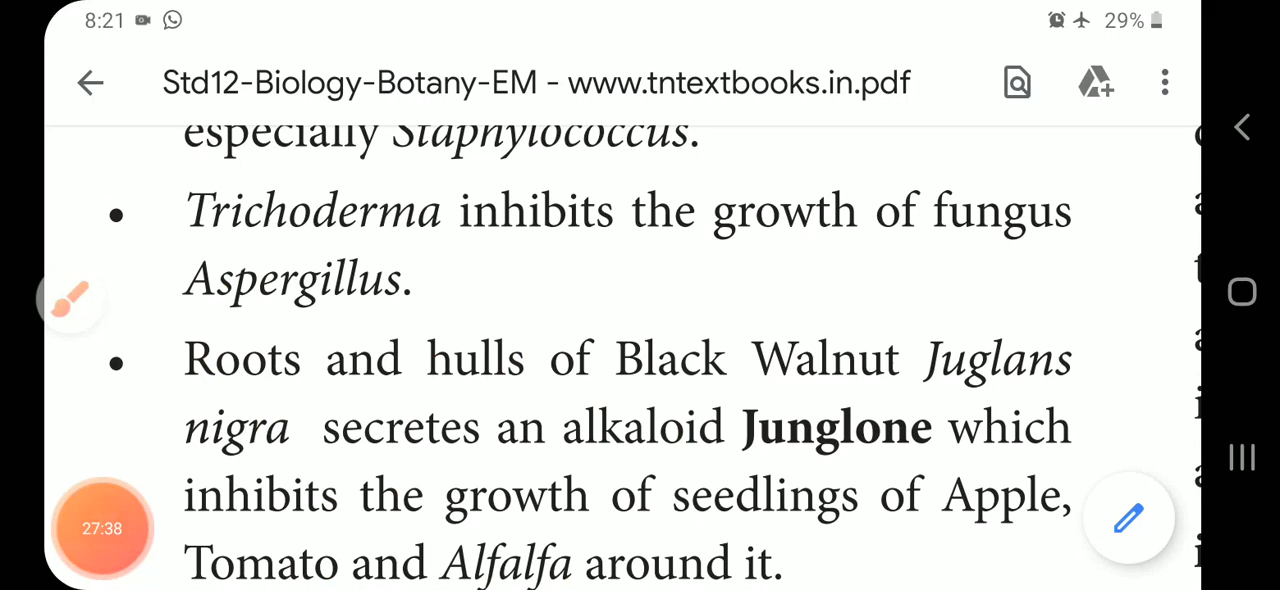 8:21
29%
Std12-Biology-Botany-EM - www.tntextbooks.in.pdf
especially Staphylococcus.
• Trichoderma inhibits the growth of fungus
Aspergillus.
• Roots and hulls of Black Walnut Juglans
nigra secretes an alkaloid Junglone which
inhibits the growth of seedlings of Apple,
27:38
Tomato and Alfalfa around it.